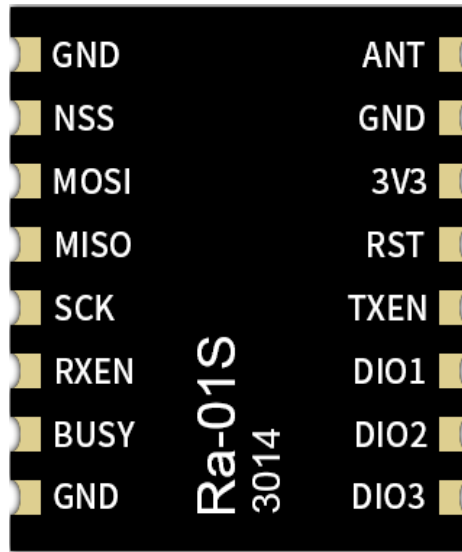 GND ANT
NSS GND
MOSI 3V3
MISO RST
SCK TXEN
RXEN DIO1
BUSY DIO2
GND DIO3
Ra-01S
3014